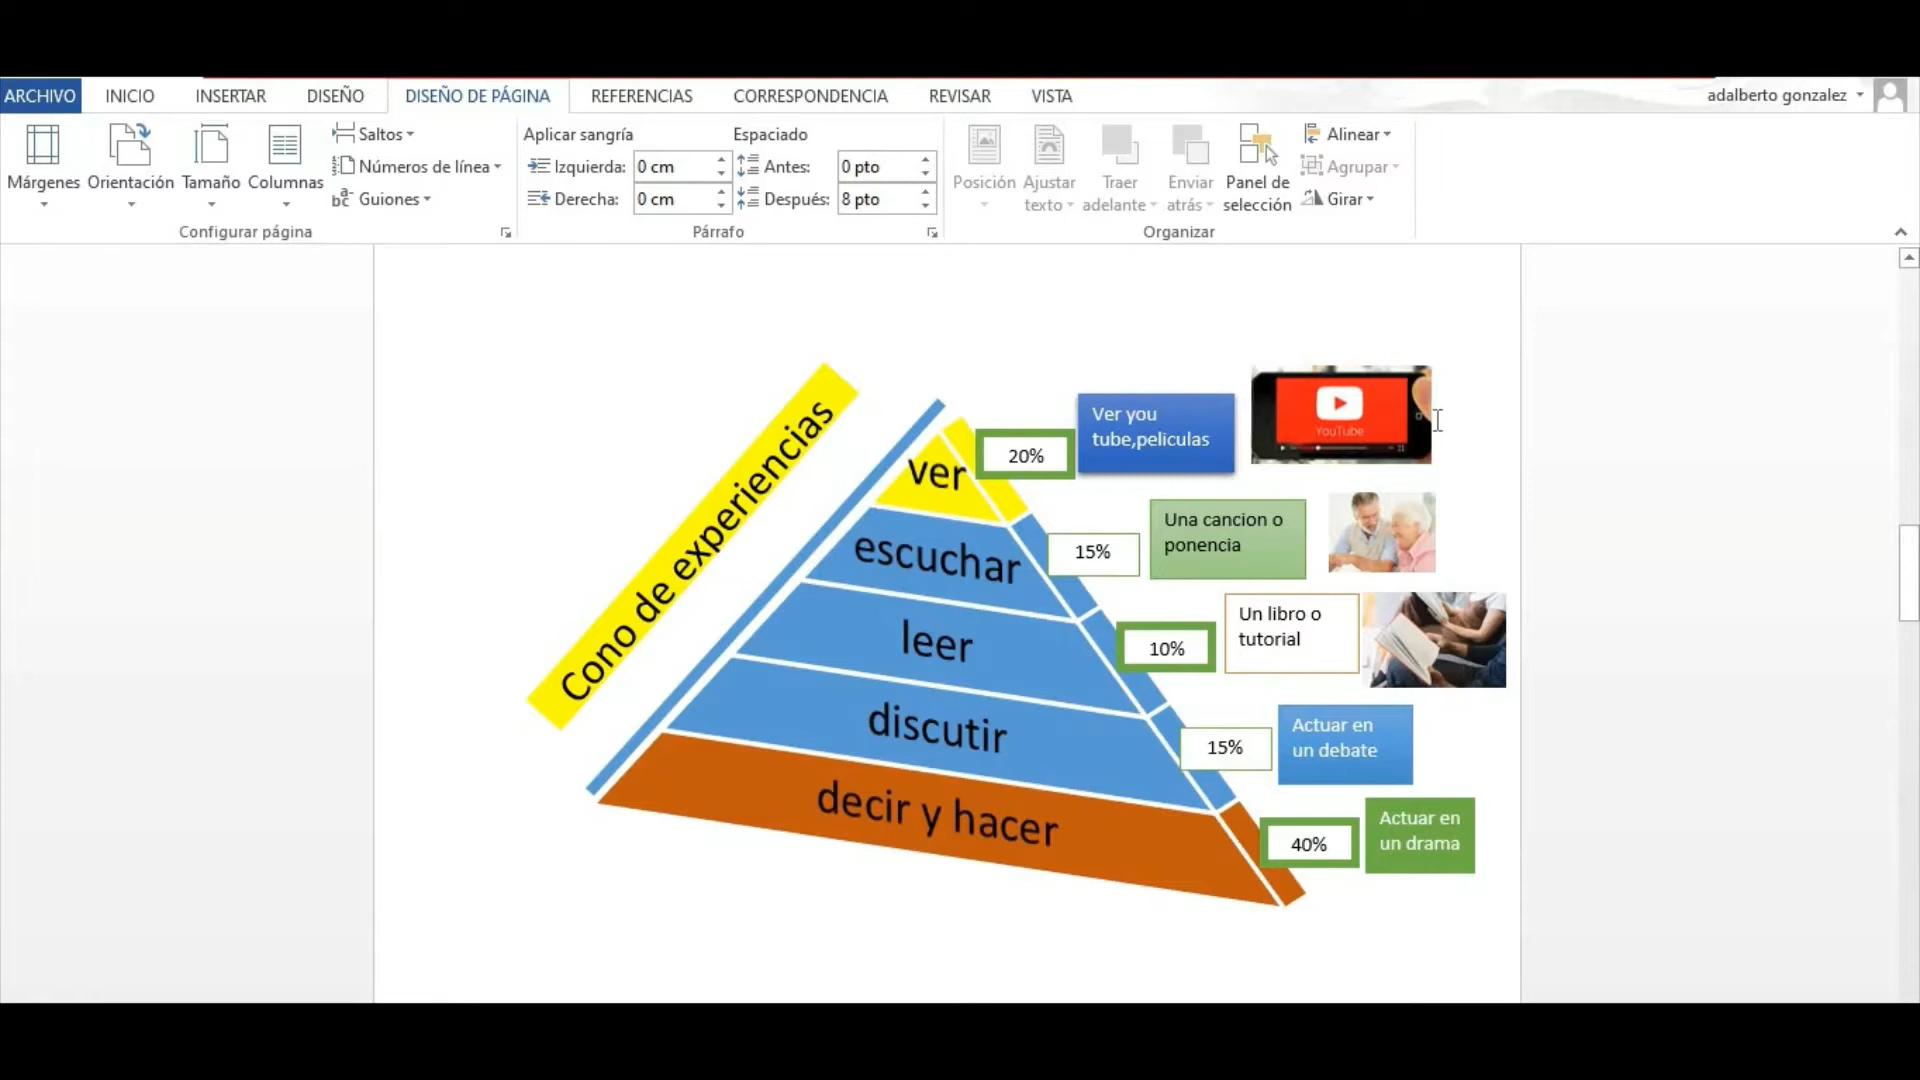 ARCHIVO INICIO INSERTAR DISEÑO DISEÑO DE PÁGINA REFERENCIAS CORRESPONDENCIA REVISAR VISTA adalberto gonzalez
Márgenes Orientación Tamaño Columnas
Saltos
Números de línea
Guiones
Configurar página
Aplicar sangría
Izquierda: 0 cm
Derecha: 0 cm
Espaciado
Antes: 0 pto
Después: 8 pto
Párrafo
Posición
Ajustar
texto
Traer
adelante
Enviar
atrás
Panel de
selección
Alinear
Agrupar
Girar
Organizar
Cono de experiencias
ver
20%
Ver you
tube,peliculas
YouTube
escuchar
15%
Una cancion o
ponencia
leer
10%
Un libro o
tutorial
discutir
15%
Actuar en
un debate
decir y hacer
40%
Actuar en
un drama